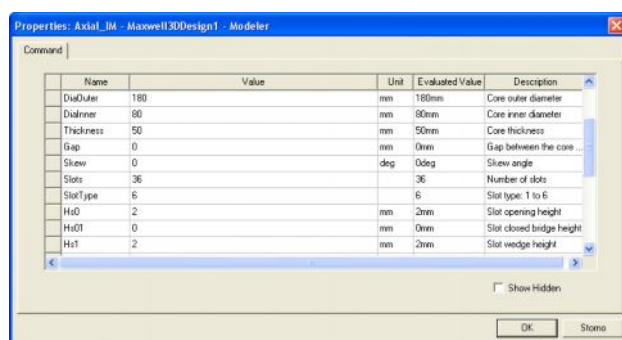 Properties: Axial_IM - Maxwell3DDesign1 - Modeler
Command
Name Value Unit Evaluated Value Description
DiaOuter 180 mm 180mm Core outer diameter
DiaInner 80 mm 80mm Core inner diameter
Thickness 50 mm 50mm Core thickness
Gap 0 mm 0mm Gap between the core ...
Skew 0 deg 0deg Skew angle
Slots 36 36 Number of slots
SlotType 6 6 Slot type: 1 to 6
Hs0 2 mm 2mm Slot opening height
Hs01 0 mm 0mm Slot closed bridge height
Hs1 2 mm 2mm Slot wedge height
Show Hidden
OK Storno